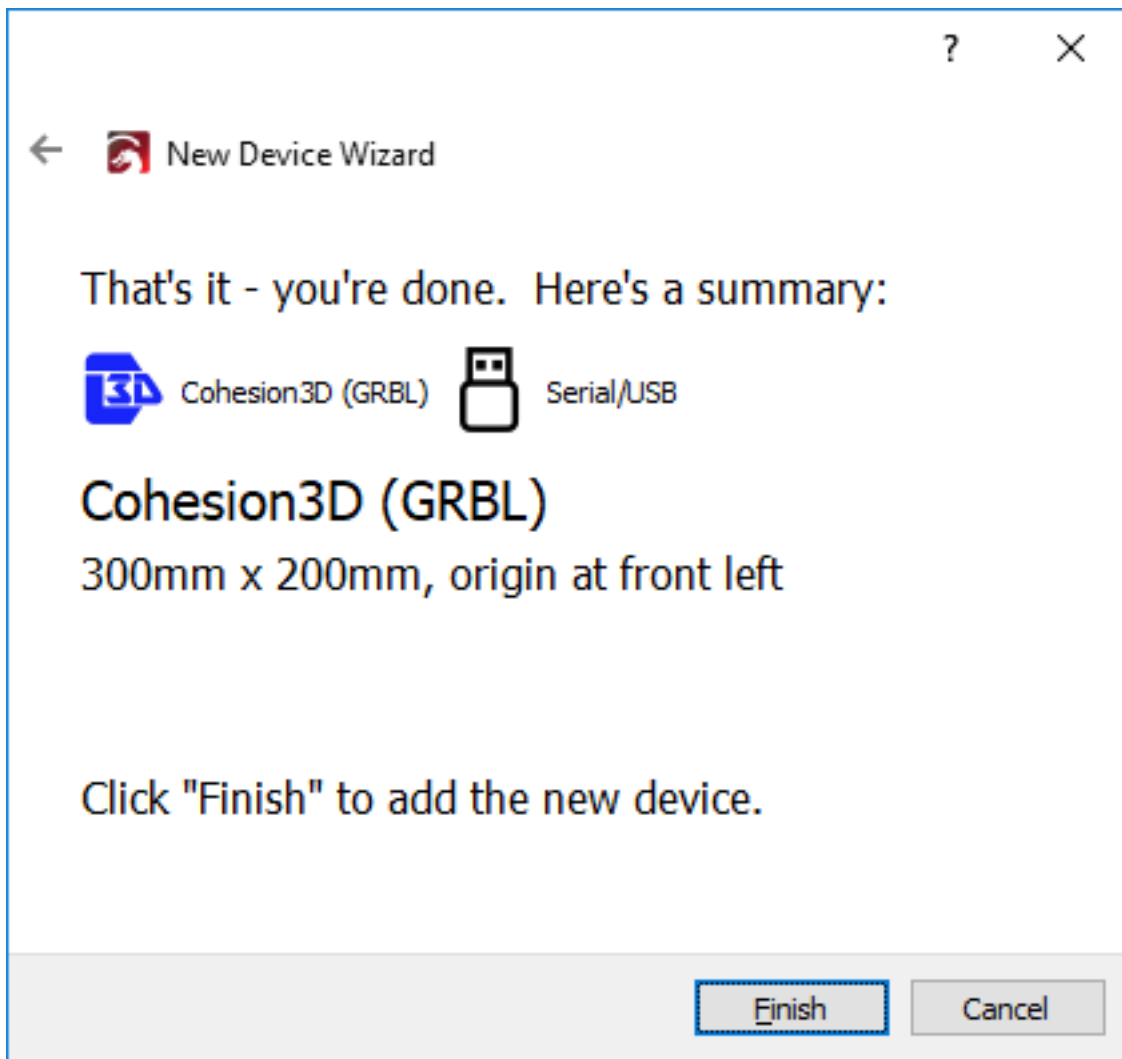 ?
New Device Wizard
That's it - you're done.  Here's a summary:
3D Cohesion3D (GRBL) Serial/USB
Cohesion3D (GRBL)
300mm x 200mm, origin at front left
Click "Finish" to add the new device.
Finish Cancel